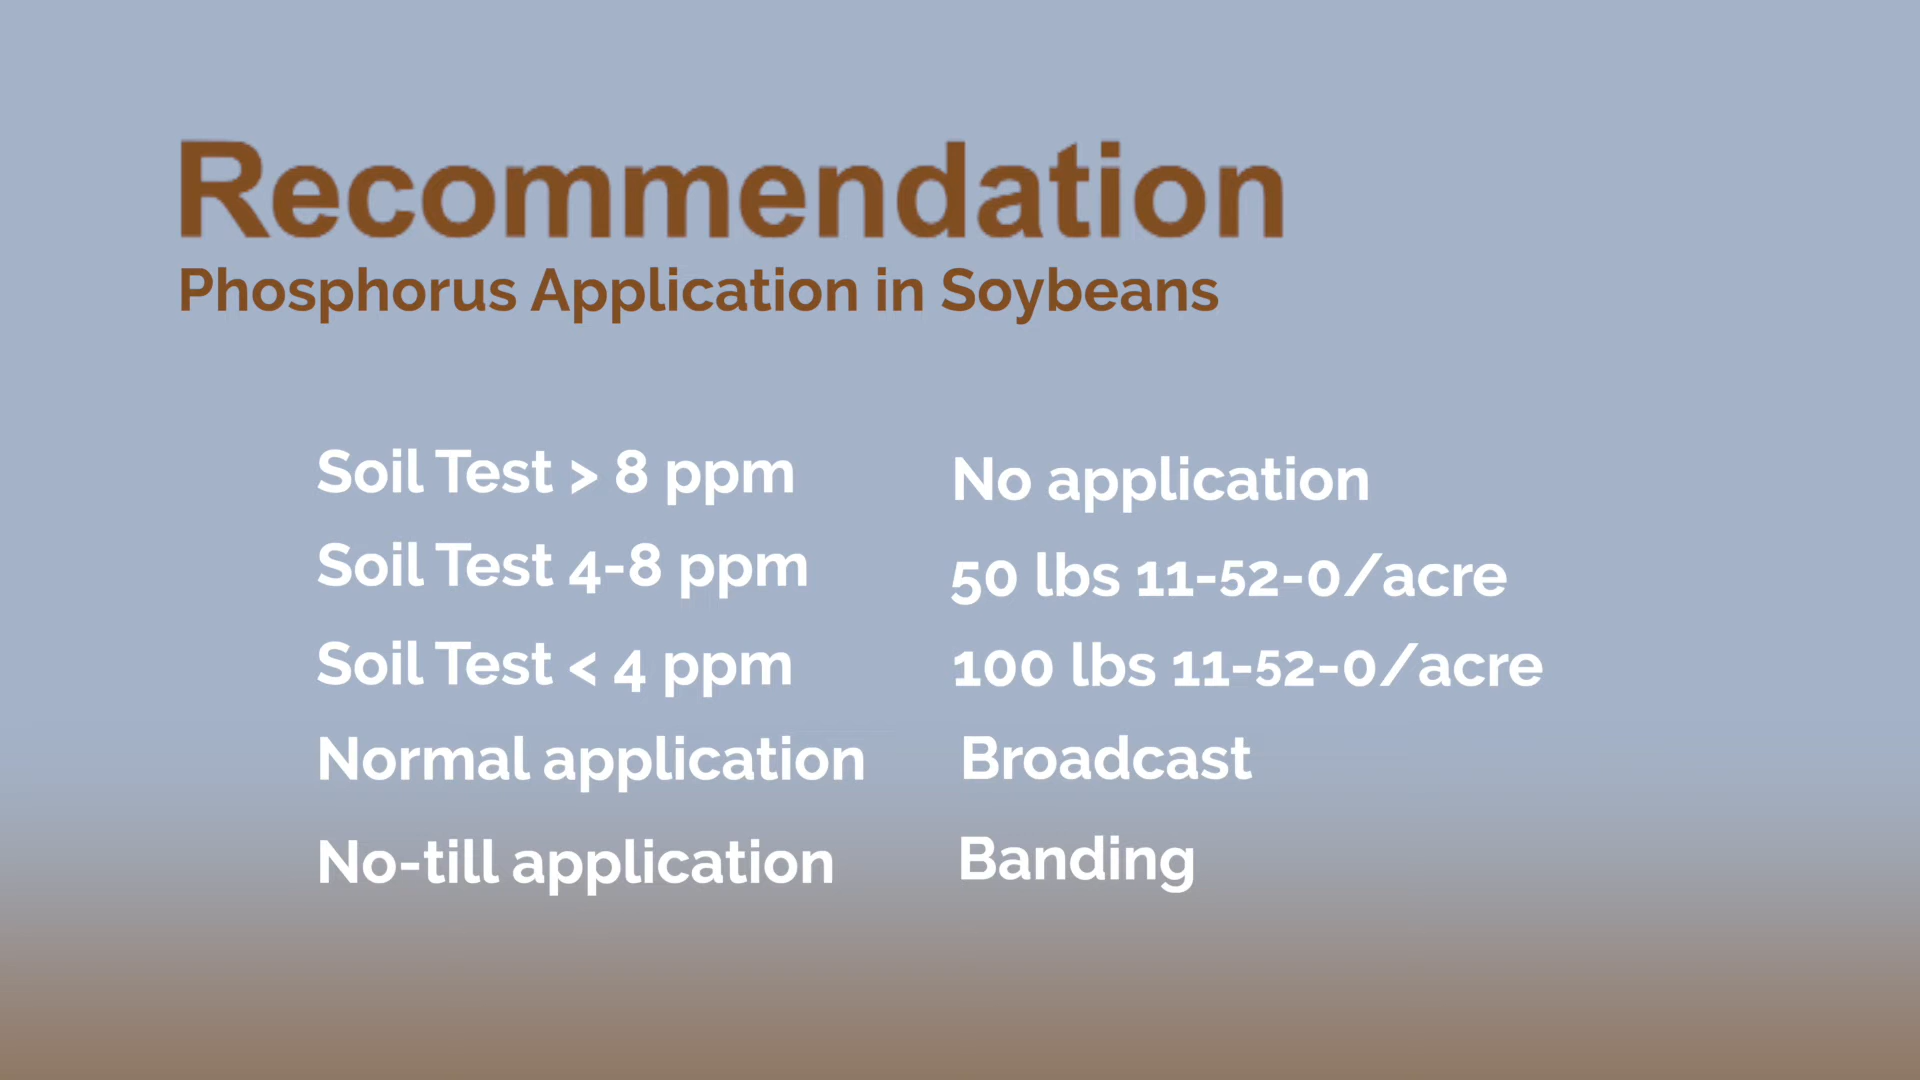 Recommendation
Phosphorus Application in Soybeans
Soil Test > 8 ppm No application
Soil Test 4-8 ppm 50 lbs 11-52-0/acre
Soil Test < 4 ppm 100 lbs 11-52-0/acre
Normal application Broadcast
No-till application Banding